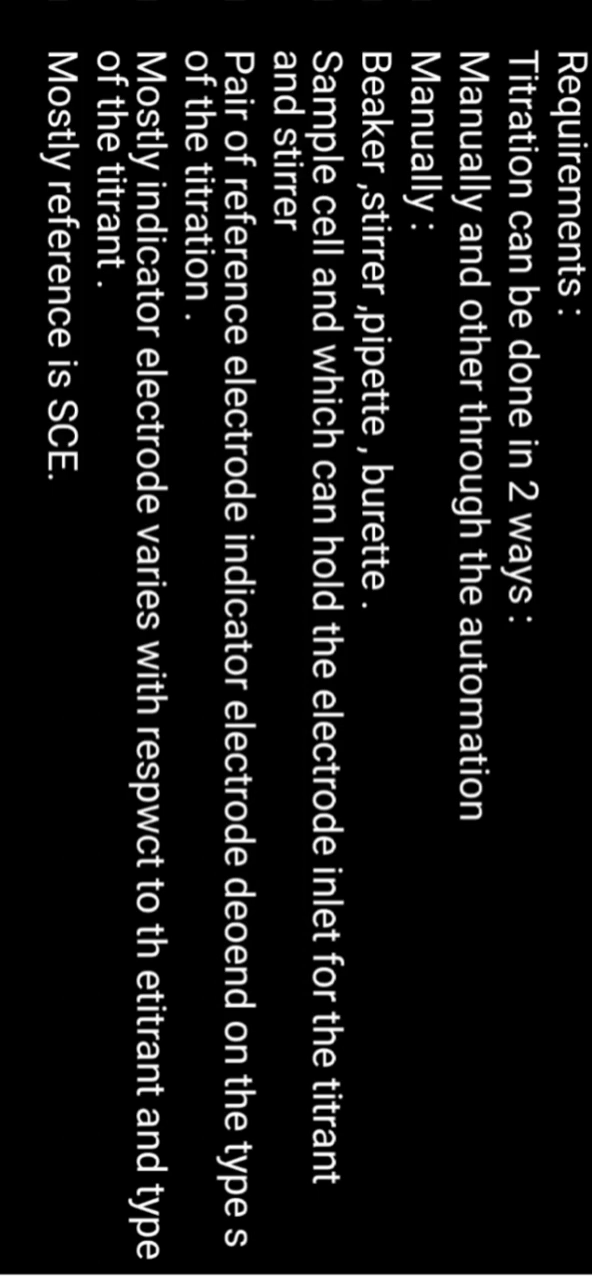 Requirements :
Titration can be done in 2 ways :
Manually and other through the automation
Manually :
Beaker ,stirrer ,pipette , burette .
Sample cell and which can hold the electrode inlet for the titrant
and stirrer
Pair of reference electrode indicator electrode deoend on the type s
of the titration .
Mostly indicator electrode varies with respwct to th etitrant and type
of the titrant .
Mostly reference is SCE.